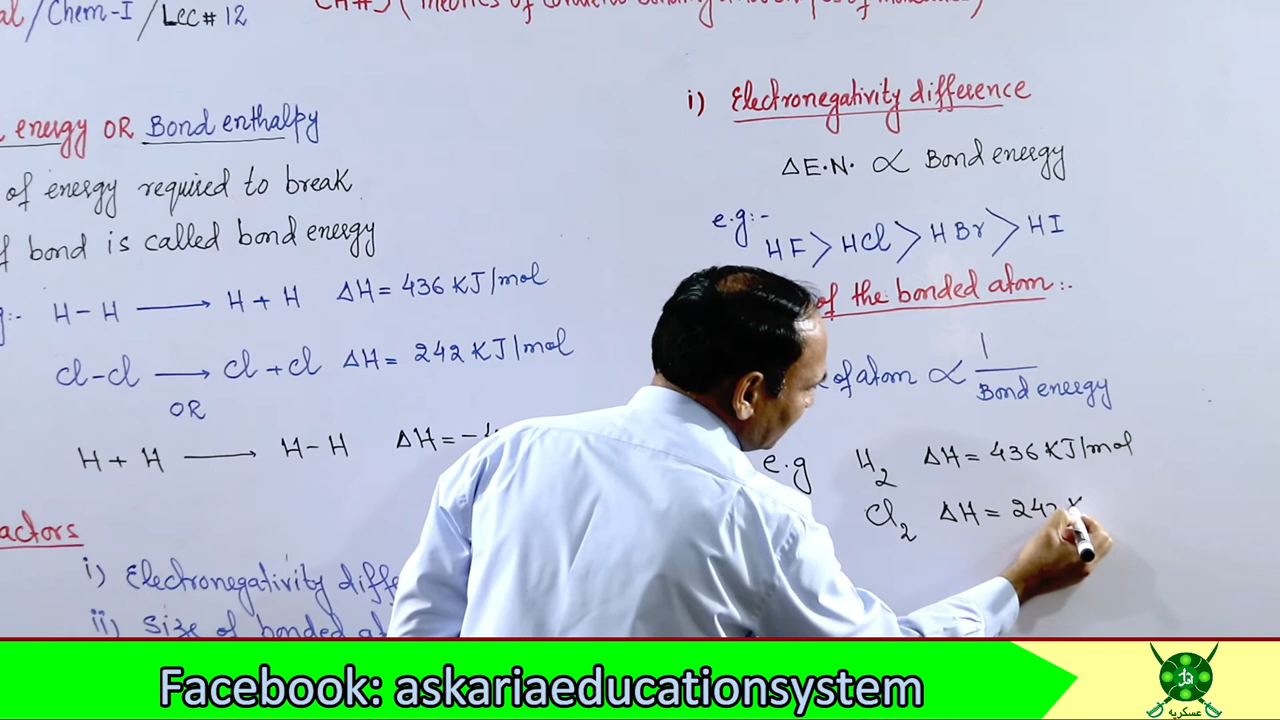 /Chem-I /Lec # 12
energy OR Bond enthalpy
of energy required to break
of bond is called bond energy
H-H → H + H ΔH = 436 KJ/mol
Cl-Cl → Cl + Cl ΔH = 242 KJ/mol
OR
H + H → H-H ΔH = -
i) Electronegativity diffe
ii) Size of bonded
i) Electronegativity difference
ΔE.N. ∝ Bond energy
e.g:-
HF > HCl > HBr > HI
of the bonded atom :-
of atom ∝ 1
Bond energy
e.g H₂ ΔH = 436 KJ/mol
Cl₂ ΔH = 242 K
Facebook: askariaeducationsystem
عسکریہ